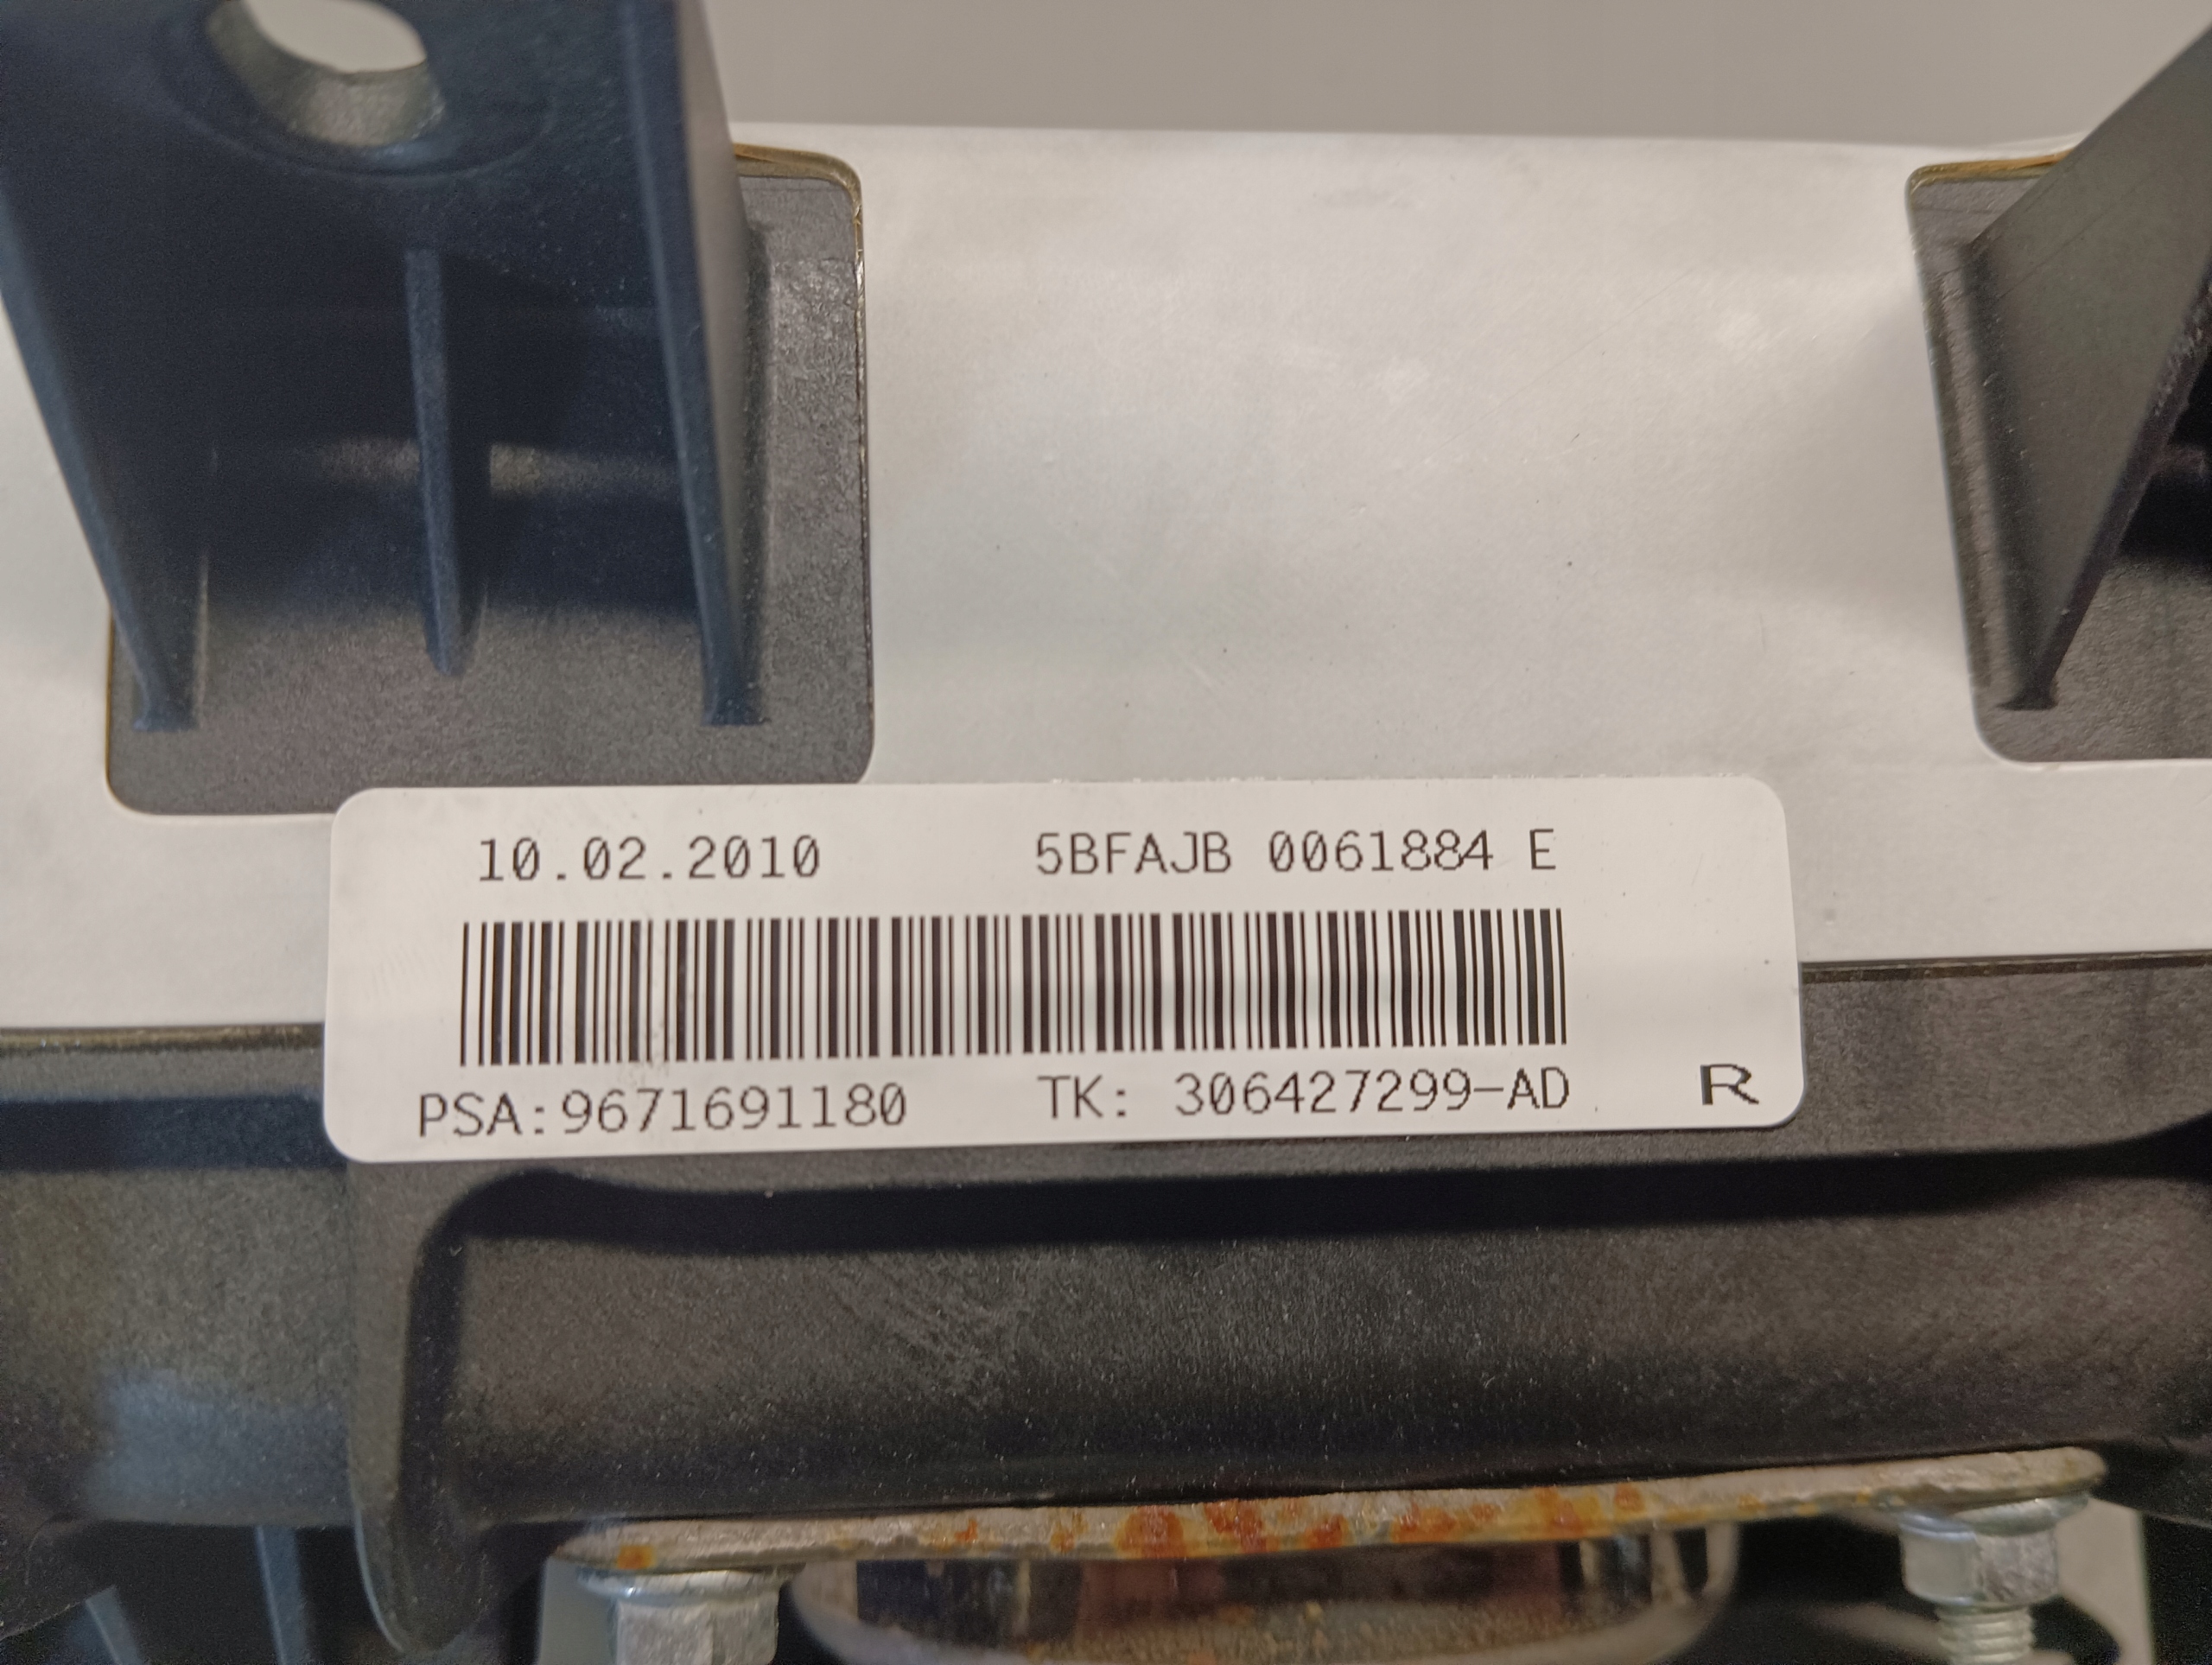 10.02.2010 5BFAJB 0061884 E
PSA:9671691180 TK: 306427299-AD R